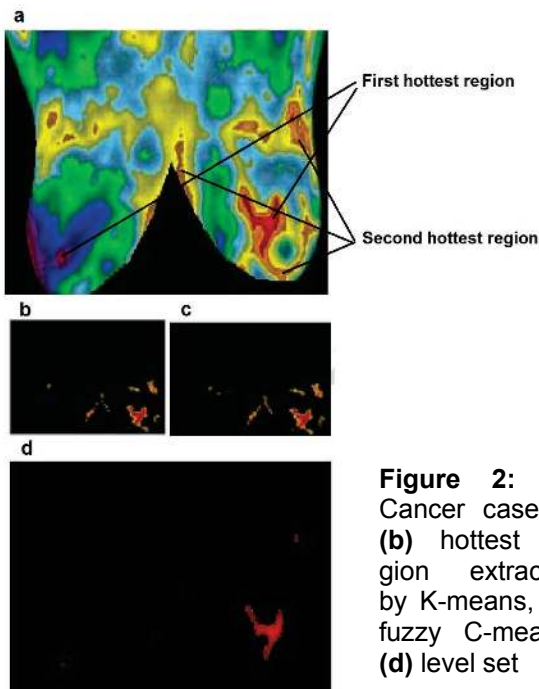 a
First hottest region
Second hottest region
b
c
d
Figure 2:
Cancer case
(b) hottest
gion extrac
by K-means,
fuzzy C-mea
(d) level set